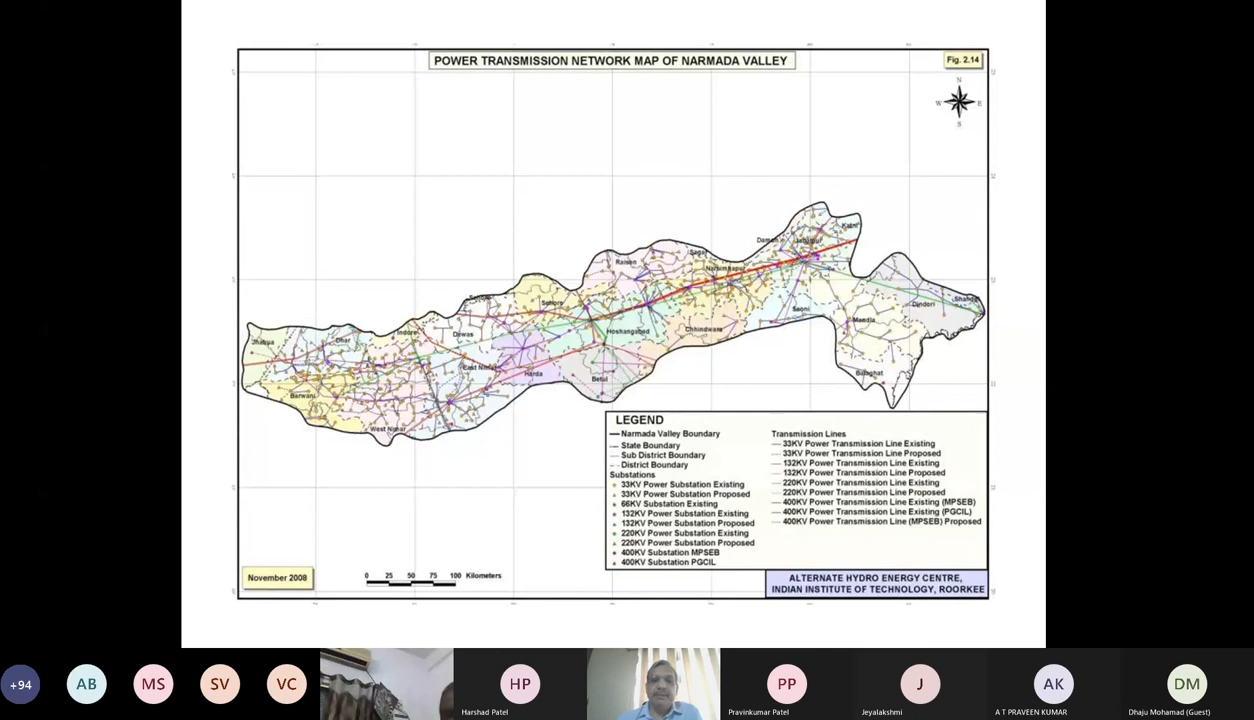 POWER TRANSMISSION NETWORK MAP OF NARMADA VALLEY
Fig. 2.14
N
W E
S
Katni
Damoh
Jabalpur
Sagar
Raisen
Narsimhapur
Shahdol
Dindori
Sehore
Seoni
Mandla
Hoshangabad
Chhindwara
Indore
Dewas
Dhar
Jhabua
East Nimar
Harda
Betul
Balaghat
Barwani
West Nimar
LEGEND
Narmada Valley Boundary
State Boundary
Sub District Boundary
District Boundary
Substations
33KV Power Substation Existing
33KV Power Substation Proposed
66KV Substation Existing
132KV Power Substation Existing
132KV Power Substation Proposed
220KV Power Substation Existing
220KV Power Substation Proposed
400KV Substation MPSEB
400KV Substation PGCIL
Transmission Lines
33KV Power Transmission Line Existing
33KV Power Transmission Line Proposed
132KV Power Transmission Line Existing
132KV Power Transmission Line Proposed
220KV Power Transmission Line Existing
220KV Power Transmission Line Proposed
400KV Power Transmission Line Existing (MPSEB)
400KV Power Transmission Line Existing (PGCIL)
400KV Power Transmission Line (MPSEB) Proposed
November 2008
0 25 50 75 100 Kilometers
ALTERNATE HYDRO ENERGY CENTRE,
INDIAN INSTITUTE OF TECHNOLOGY, ROORKEE
+94
AB
MS
SV
VC
HP
PP
J
AK
DM
Harshad Patel
Pravinkumar Patel
Jeyalakshmi
A T PRAVEEN KUMAR
Dhaju Mohamad (Guest)